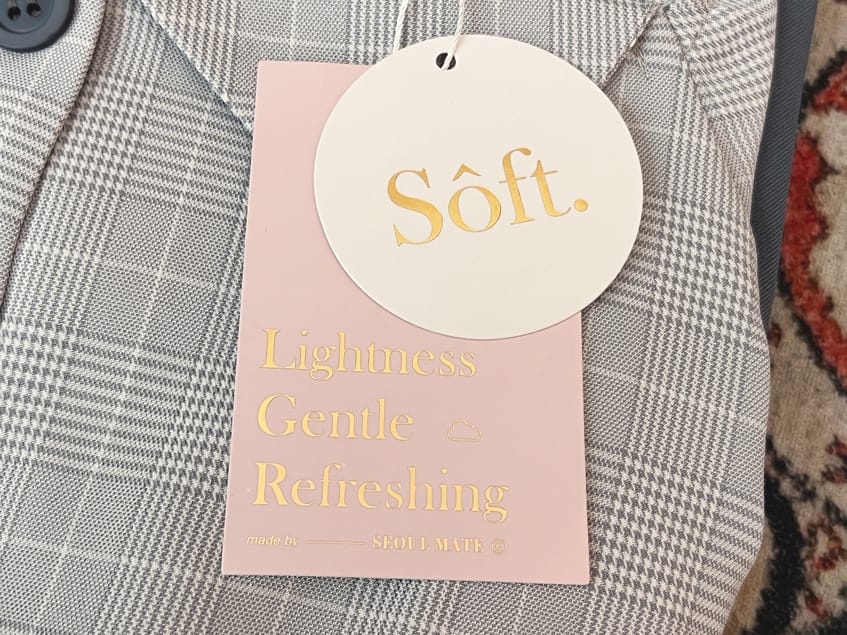 Sôft.
Lightness
Gentle
Refreshing
made by SEOUL MATE